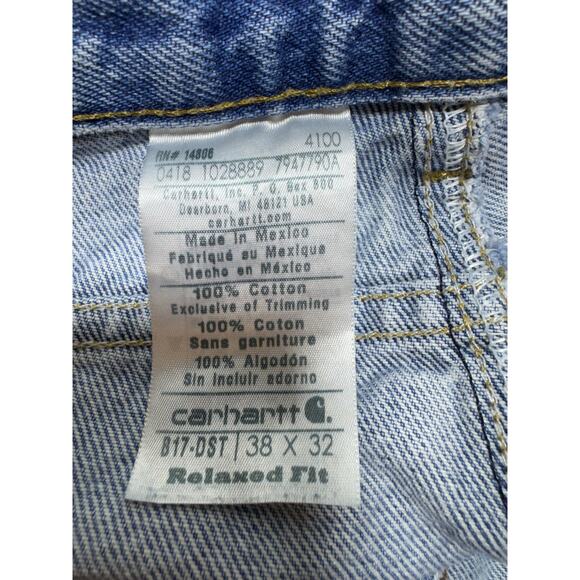 RN# 14806 4100
0418 1028889 7947790A
Carhartt, Inc. P. O. Box 600
Dearborn, MI 48121 USA
carhartt.com
Made in Mexico
Fabriqué au Mexique
Hecho en México
100% Cotton
Exclusive of Trimming
100% Coton
Sans garniture
100% Algodón
Sin incluir adorno
carhartt
B17-DST 38 X 32
Relaxed Fit